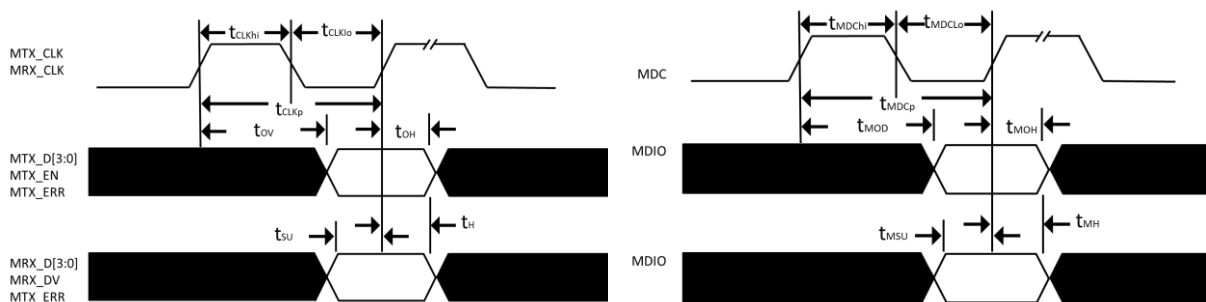 tCLKhi
tCLKlo
MTX_CLK
MRX_CLK
tCLKp
tOV
tOH
MTX_D[3:0]
MTX_EN
MTX_ERR
tH
tSU
MRX_D[3:0]
MRX_DV
MTX_ERR
tMDChi
tMDCLo
MDC
tMDCp
tMOD
tMOH
MDIO
tMH
tMSU
MDIO